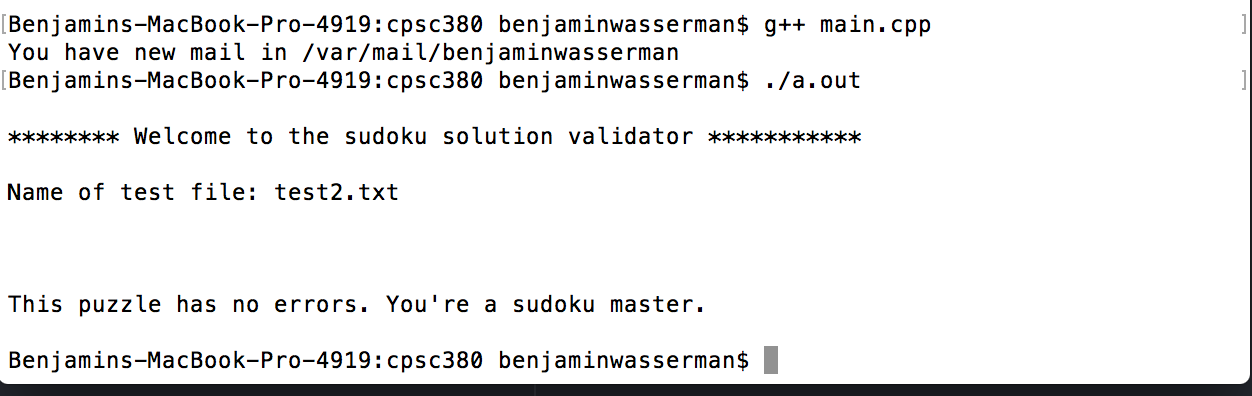 [Benjamins-MacBook-Pro-4919:cpsc380 benjaminwasserman$ g++ main.cpp ]
You have new mail in /var/mail/benjaminwasserman
[Benjamins-MacBook-Pro-4919:cpsc380 benjaminwasserman$ ./a.out ]
******** Welcome to the sudoku solution validator ***********
Name of test file: test2.txt
This puzzle has no errors. You're a sudoku master.
Benjamins-MacBook-Pro-4919:cpsc380 benjaminwasserman$